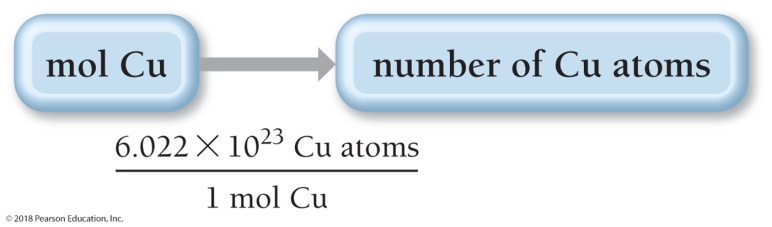 mol Cu
number of Cu atoms
6.022 × 10²³ Cu atoms
1 mol Cu
© 2018 Pearson Education, Inc.